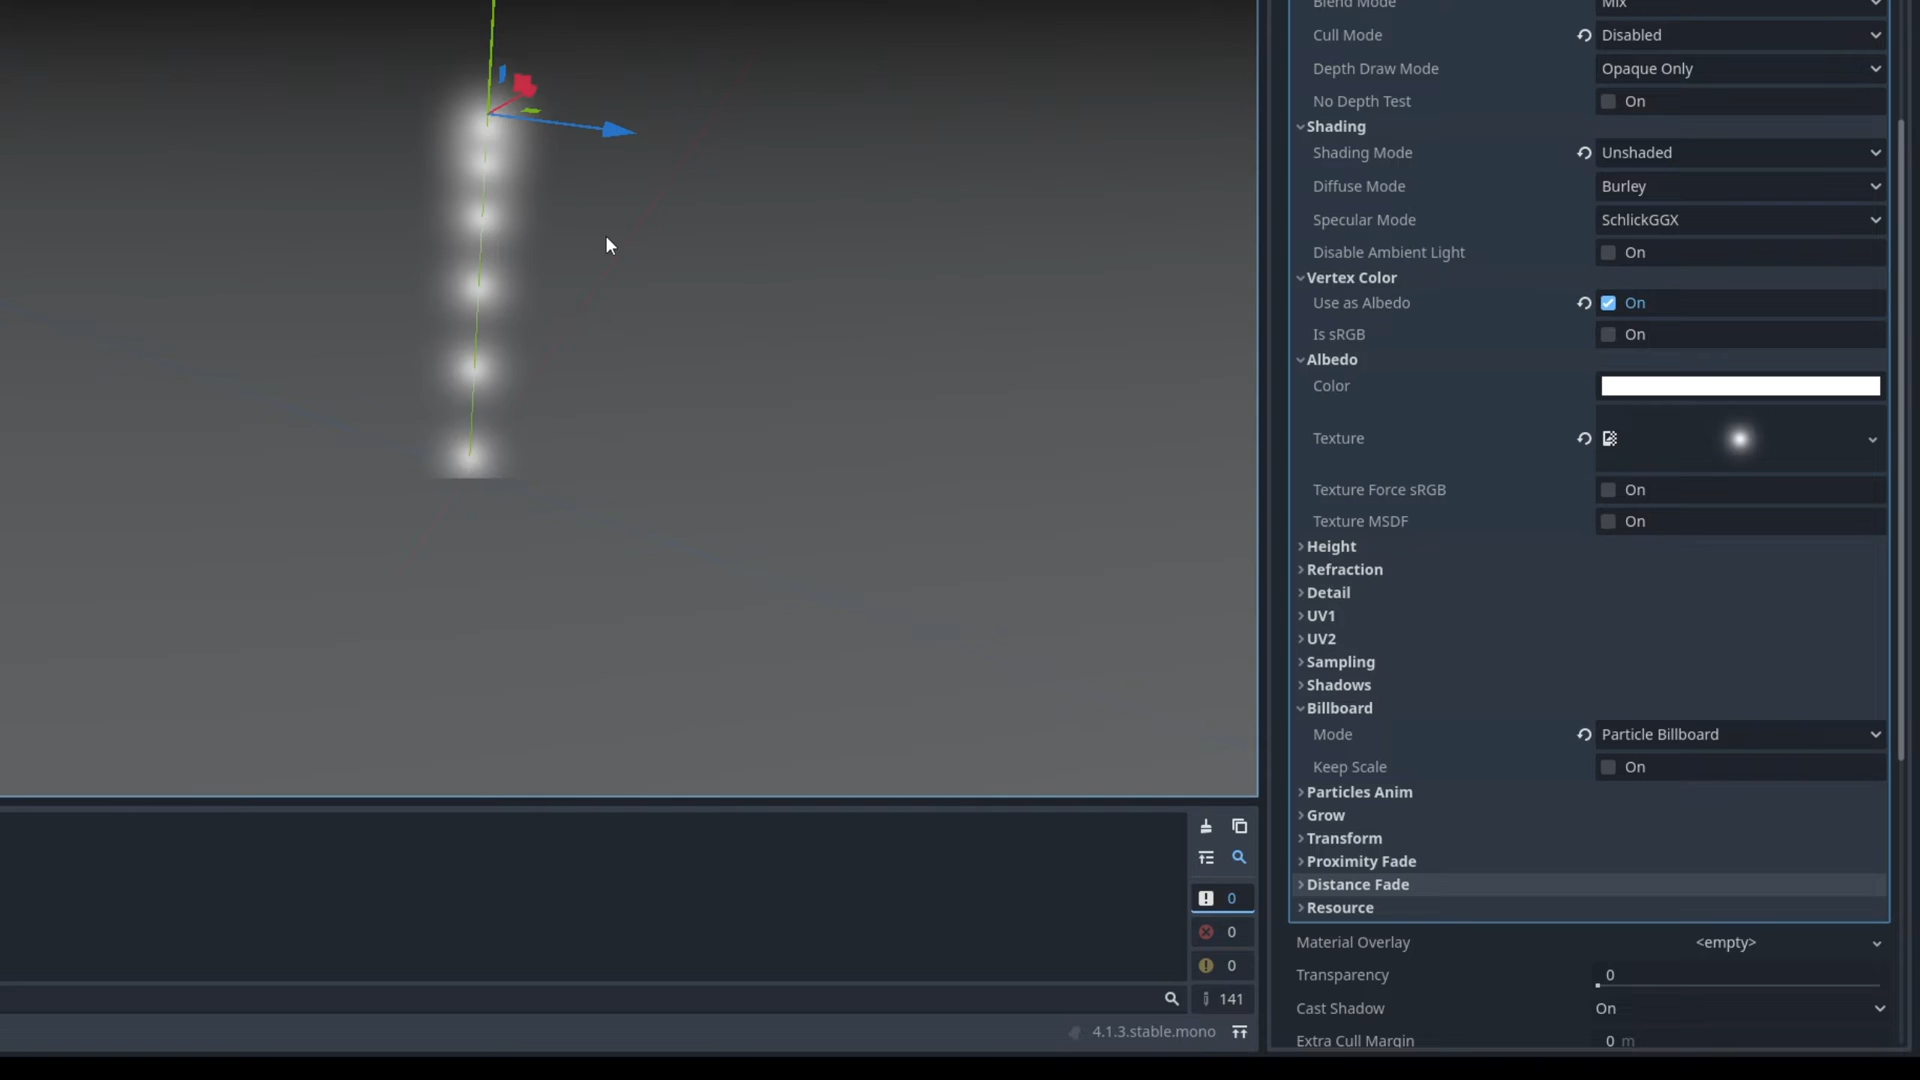 Blend Mode Mix
Cull Mode Disabled
Depth Draw Mode Opaque Only
No Depth Test On
Shading
Shading Mode Unshaded
Diffuse Mode Burley
Specular Mode SchlickGGX
Disable Ambient Light On
Vertex Color
Use as Albedo On
Is sRGB On
Albedo
Color
Texture
Texture Force sRGB On
Texture MSDF On
Height
Refraction
Detail
UV1
UV2
Sampling
Shadows
Billboard
Mode Particle Billboard
Keep Scale On
Particles Anim
Grow
Transform
Proximity Fade
Distance Fade
Resource
Material Overlay <empty>
Transparency 0
Cast Shadow On
Extra Cull Margin 0 m
0
0
0
141
4.1.3.stable.mono